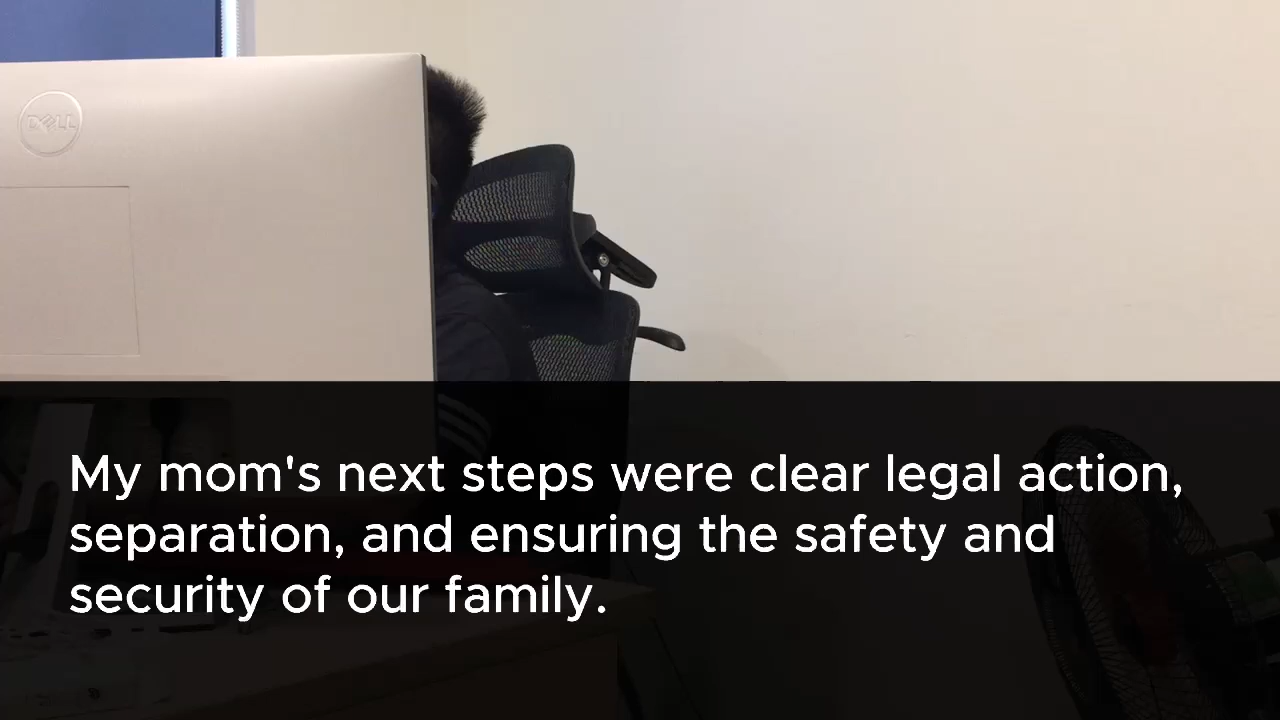 DELL
My mom's next steps were clear legal action,
separation, and ensuring the safety and
security of our family.